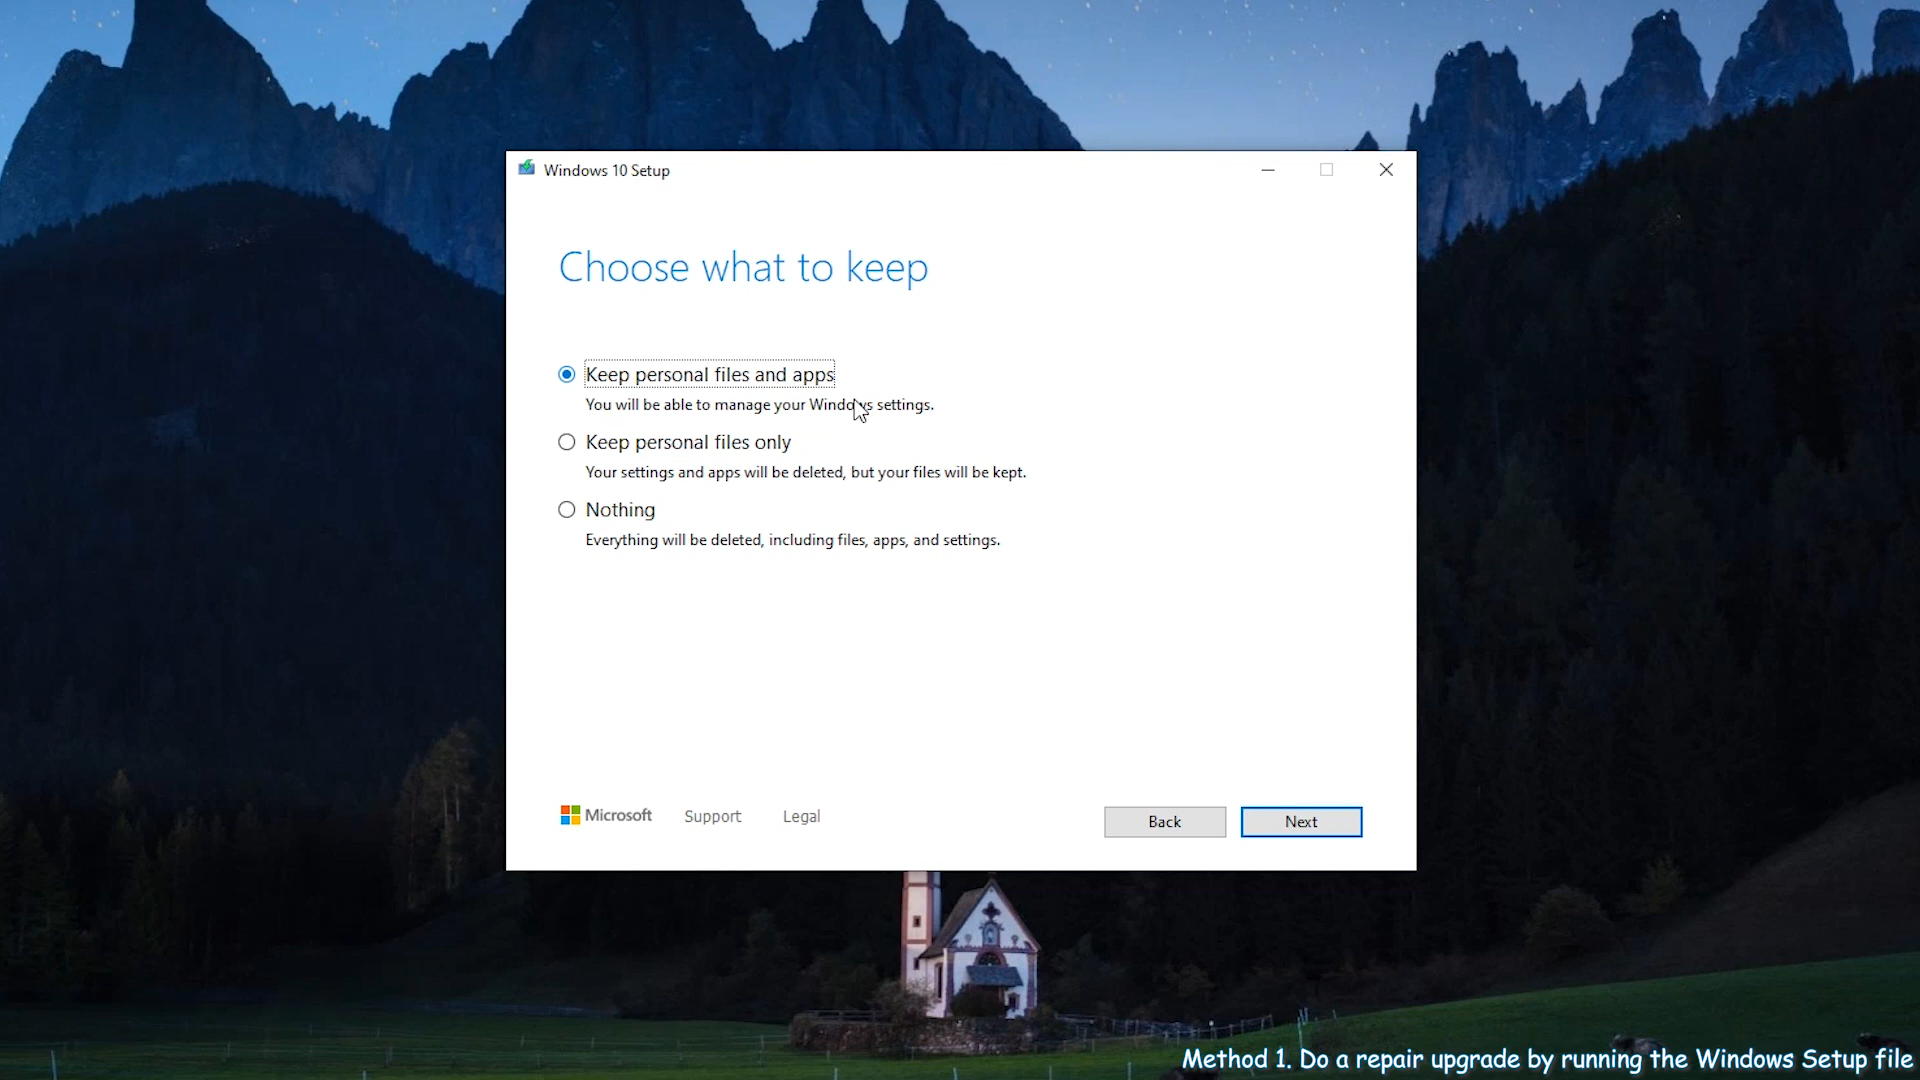 Windows 10 Setup
Choose what to keep
Keep personal files and apps
You will be able to manage your Windows settings.
Keep personal files only
Your settings and apps will be deleted, but your files will be kept.
Nothing
Everything will be deleted, including files, apps, and settings.
Microsoft Support Legal Back Next
Method 1. Do a repair upgrade by running the Windows Setup file